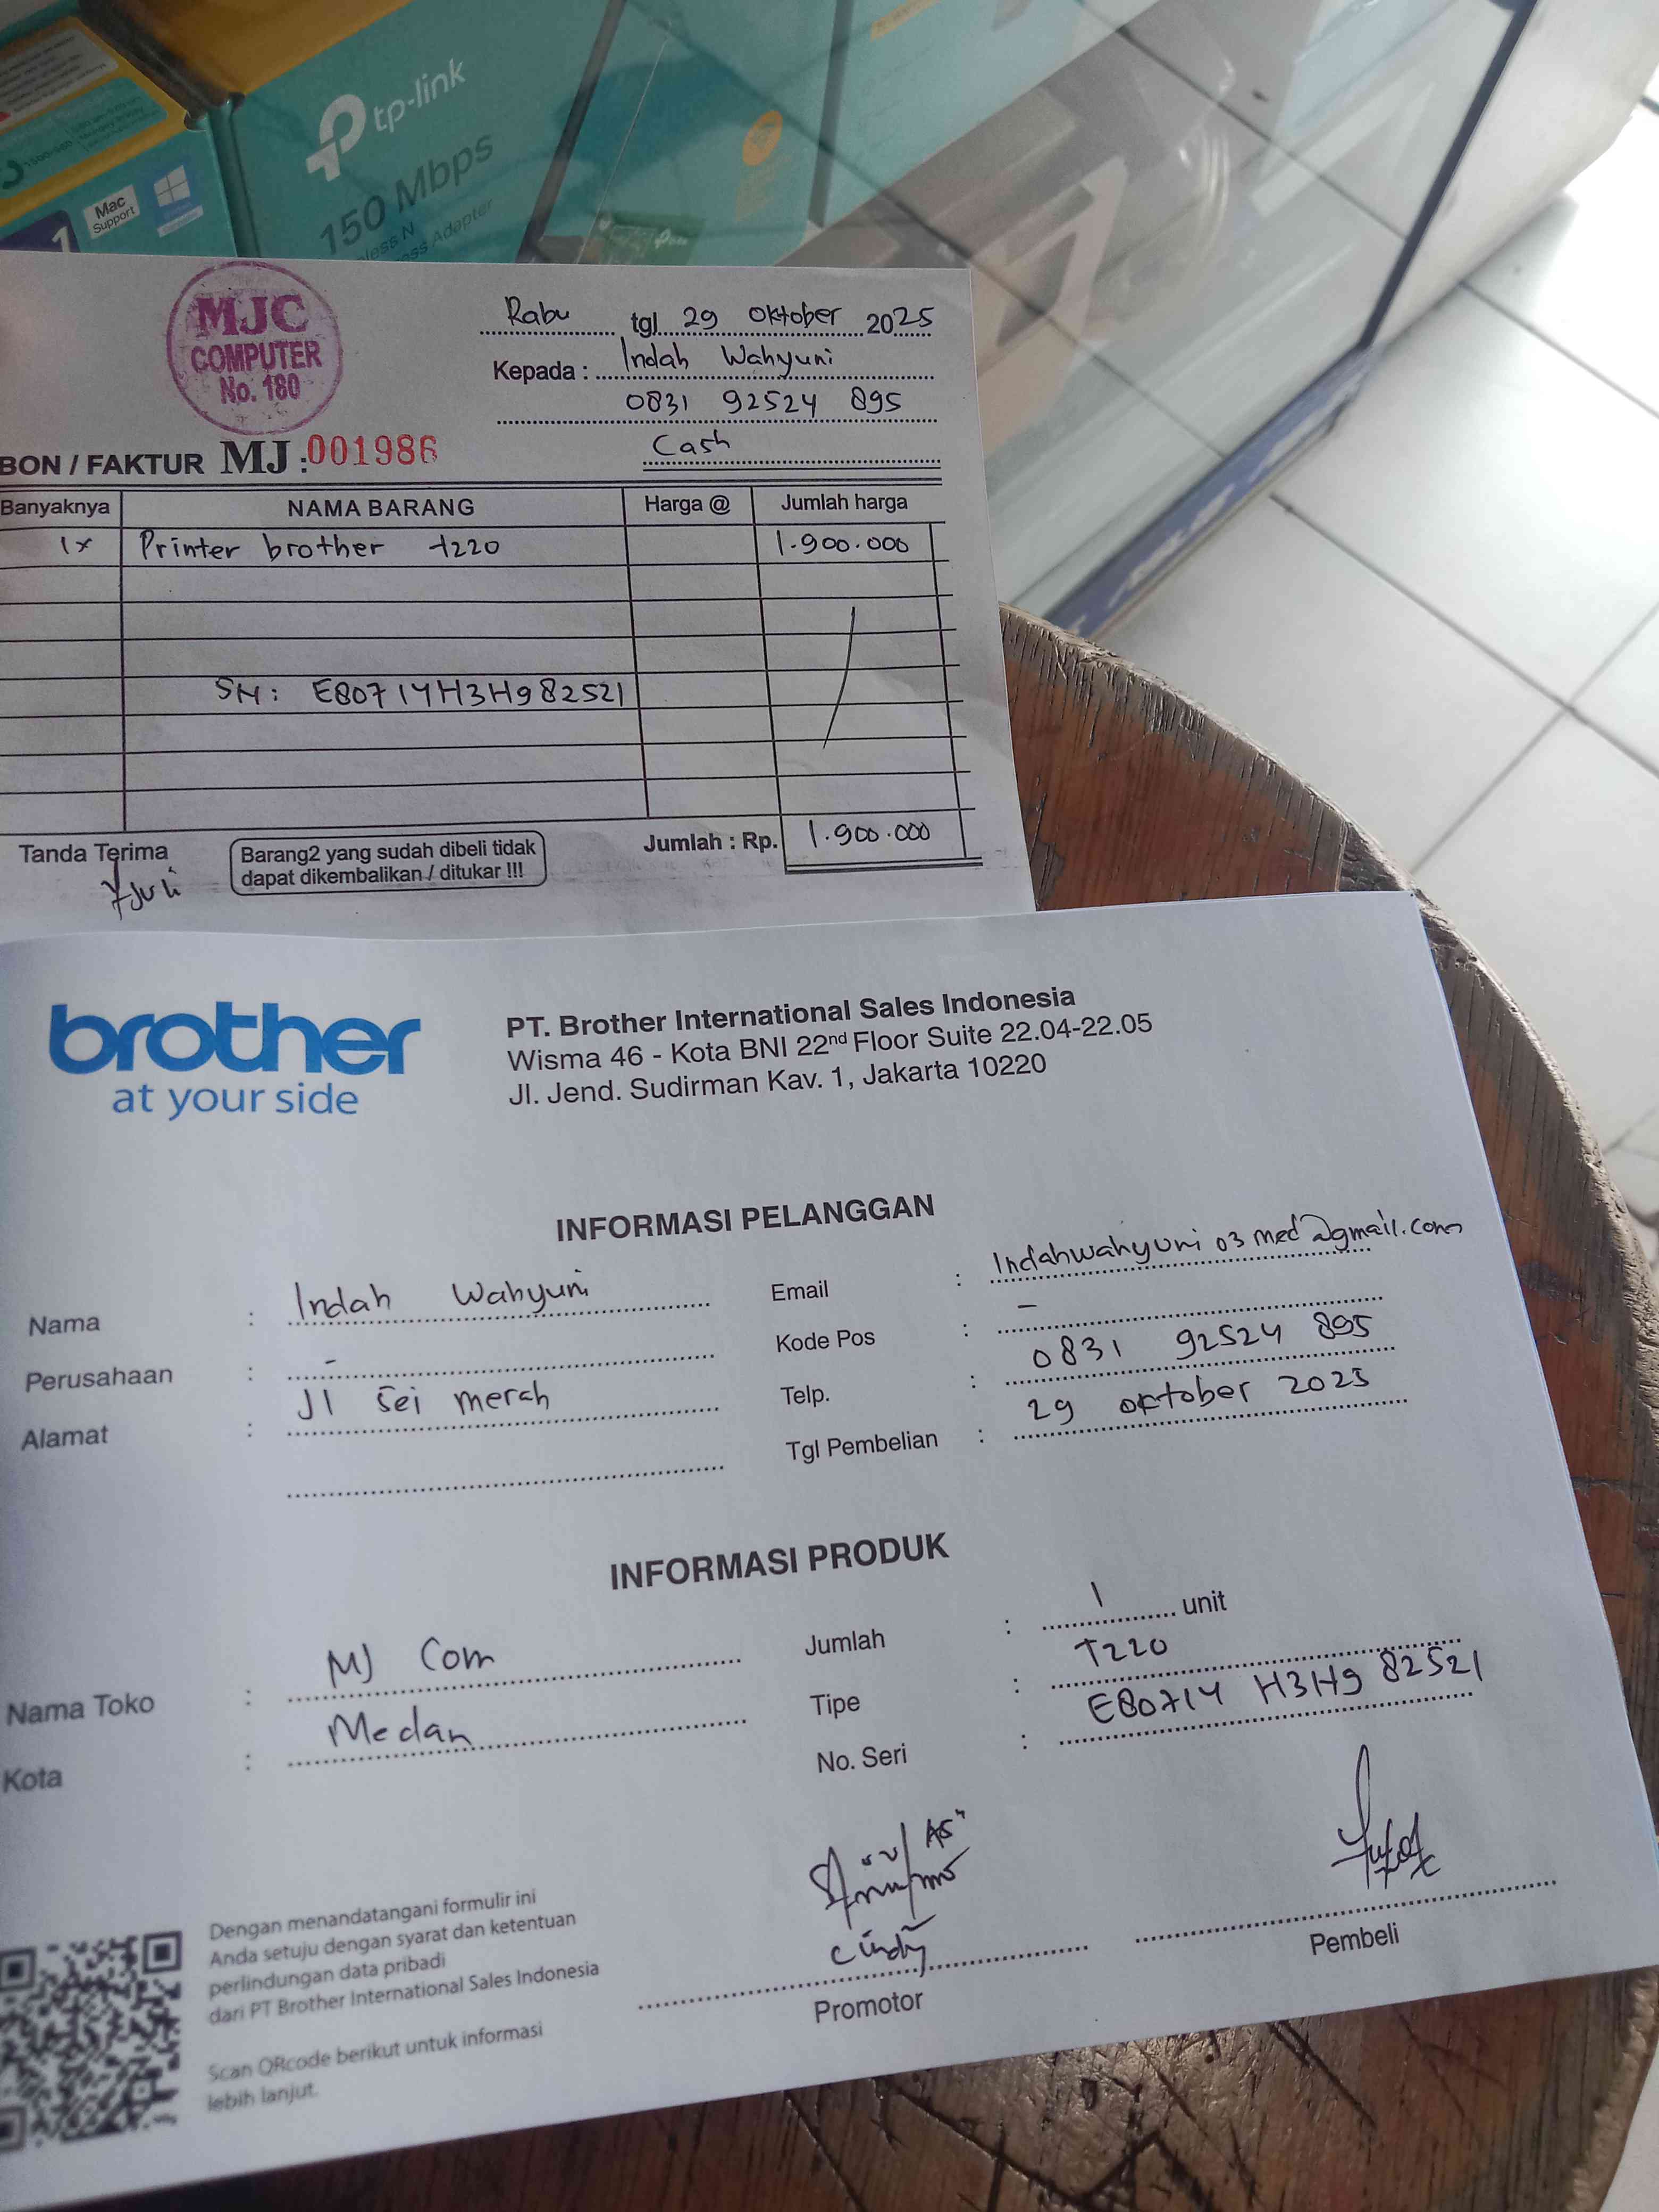 tp-link
150 Mbps
Mac
Support
MJC
COMPUTER
No. 180
Rabu tgl 29 Oktober 2025
Kepada : Indah Wahyuni
0831 92524 895
Cash
BON / FAKTUR MJ : 001986
Banyaknya NAMA BARANG Harga @ Jumlah harga
1x Printer brother t220 1.900.000
SN: E80714H3H982521
Jumlah : Rp. 1.900.000
Tanda Terima
Barang2 yang sudah dibeli tidak
dapat dikembalikan / ditukar !!!
brother
at your side
PT. Brother International Sales Indonesia
Wisma 46 - Kota BNI 22nd Floor Suite 22.04-22.05
Jl. Jend. Sudirman Kav. 1, Jakarta 10220
INFORMASI PELANGGAN
Nama : Indah Wahyuni
Perusahaan : -
Alamat : Jl Sei merah
Email : Indahwahyuni03med@gmail.com
Kode Pos : -
Telp. : 0831 92524 895
Tgl Pembelian : 29 oktober 2025
INFORMASI PRODUK
Nama Toko : MJ Com
Kota : Medan
Jumlah : 1 unit
Tipe : T220
No. Seri : E80714H3H982521
Dengan menandatangani formulir ini
Anda setuju dengan syarat dan ketentuan
perlindungan data pribadi
dari PT Brother International Sales Indonesia
Scan QRcode berikut untuk informasi
lebih lanjut.
Cindy
Promotor
Pembeli